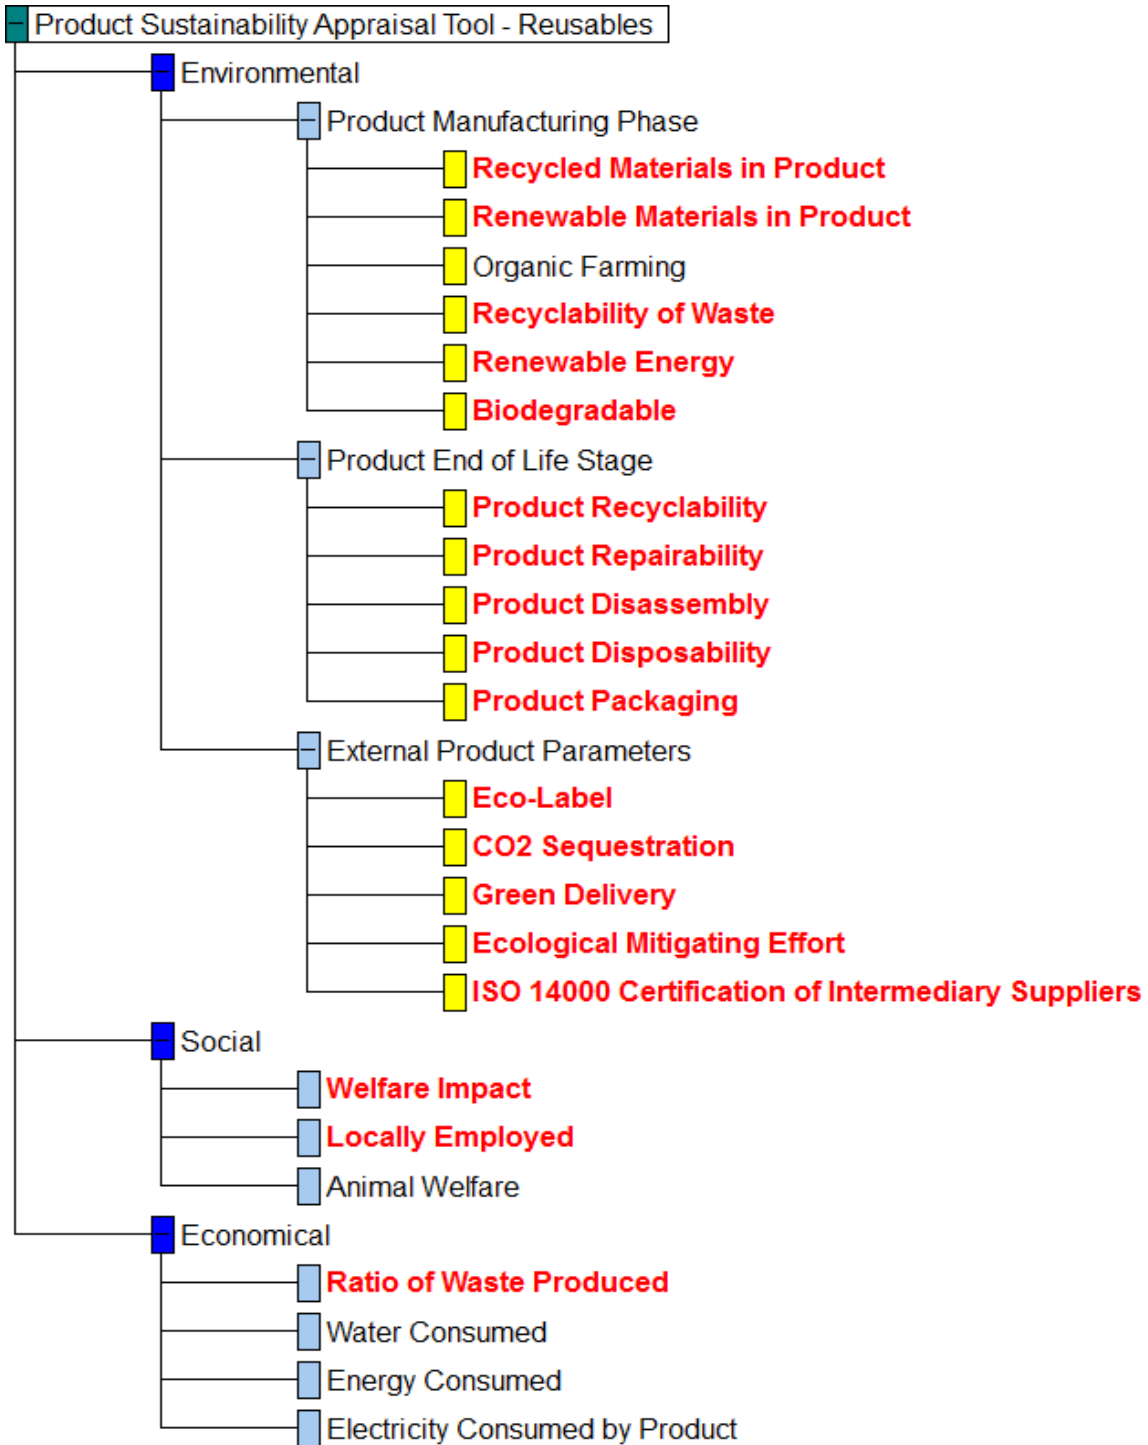 Product Sustainability Appraisal Tool - Reusables
Environmental
Product Manufacturing Phase
Recycled Materials in Product
Renewable Materials in Product
Organic Farming
Recyclability of Waste
Renewable Energy
Biodegradable
Product End of Life Stage
Product Recyclability
Product Repairability
Product Disassembly
Product Disposability
Product Packaging
External Product Parameters
Eco-Label
CO2 Sequestration
Green Delivery
Ecological Mitigating Effort
ISO 14000 Certification of Intermediary Suppliers
Social
Welfare Impact
Locally Employed
Animal Welfare
Economical
Ratio of Waste Produced
Water Consumed
Energy Consumed
Electricity Consumed by Product